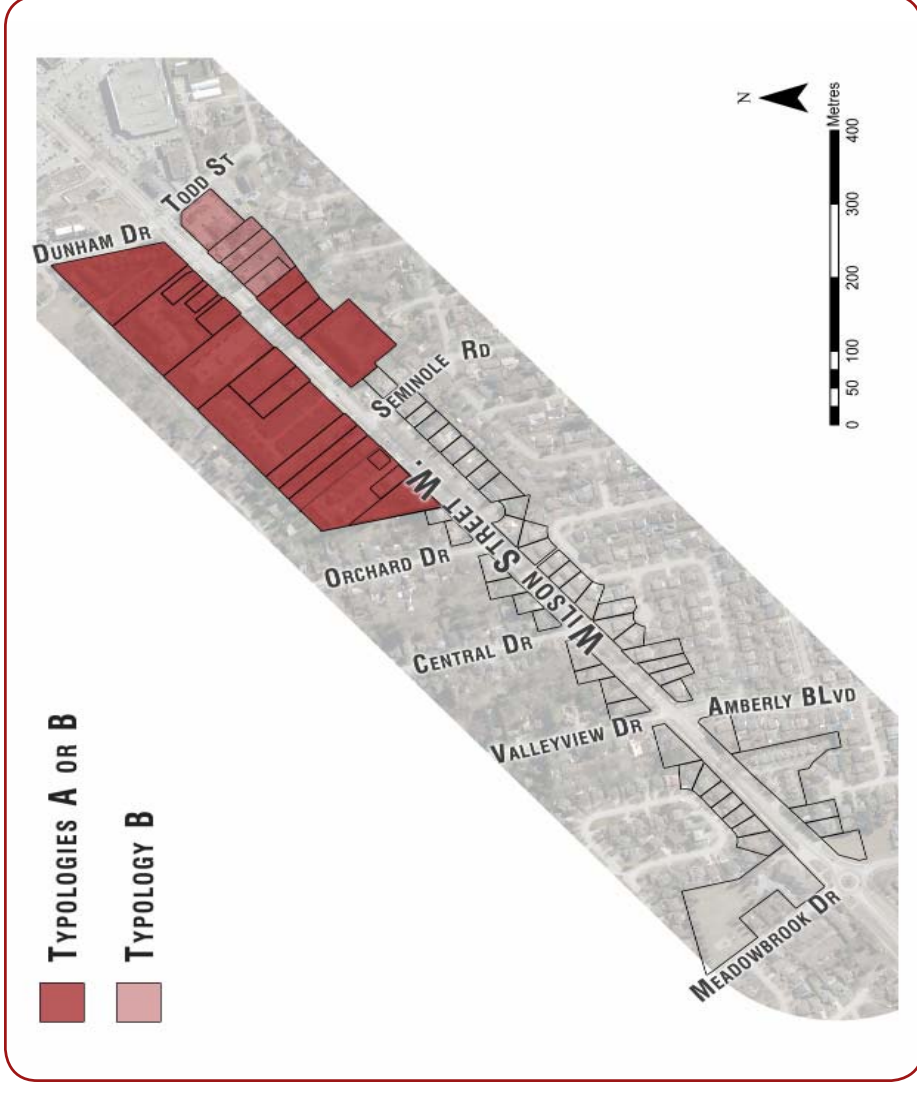 TYPOLOGIES A OR B
TYPOLOGY B
DUNHAM DR
TODD ST
SEMINOLE RD
WILSON STREET W.
ORCHARD DR
CENTRAL DR
VALLEYVIEW DR
AMBERLY BLVD
MEADOWBROOK DR
N
Metres
0 50 100 200 300 400